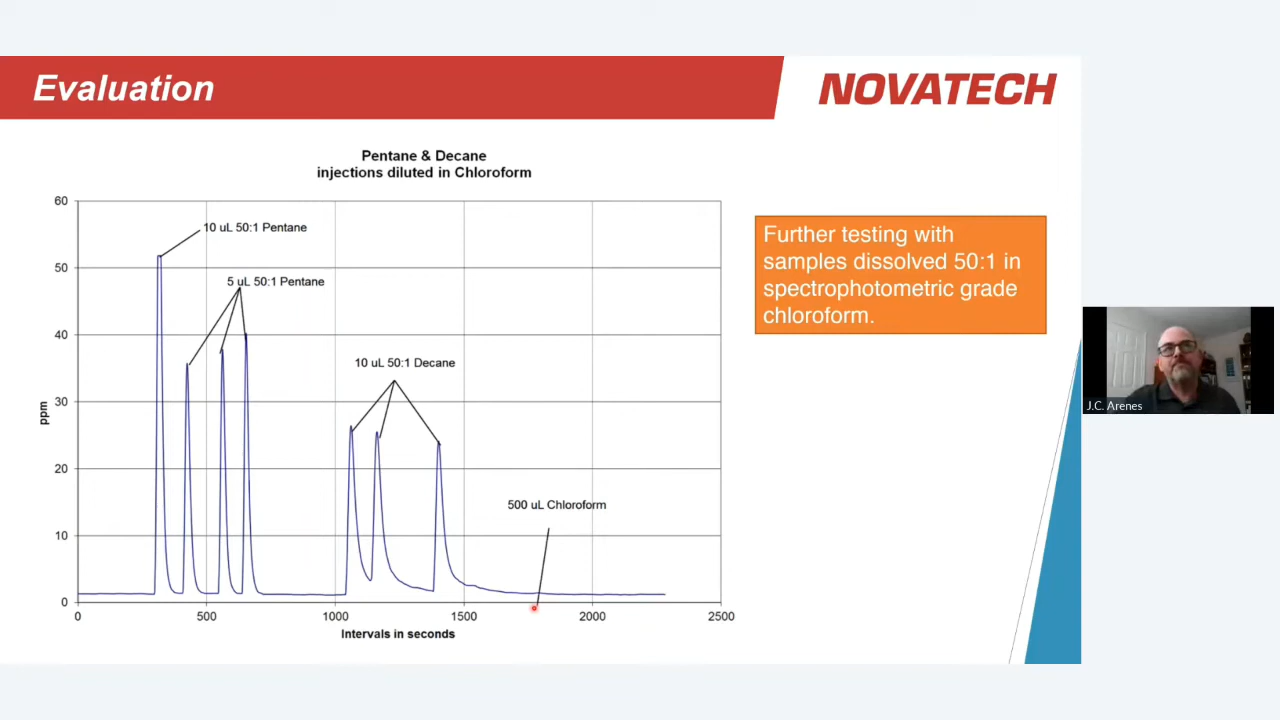 Evaluation
NOVATECH
Pentane & Decane
injections diluted in Chloroform
60
50
40
30
20
10
0
ppm
10 uL 50:1 Pentane
5 uL 50:1 Pentane
10 uL 50:1 Decane
500 uL Chloroform
0
500
1000
1500
2000
2500
Intervals in seconds
Further testing with
samples dissolved 50:1 in
spectrophotometric grade
chloroform.
J.C. Arenes